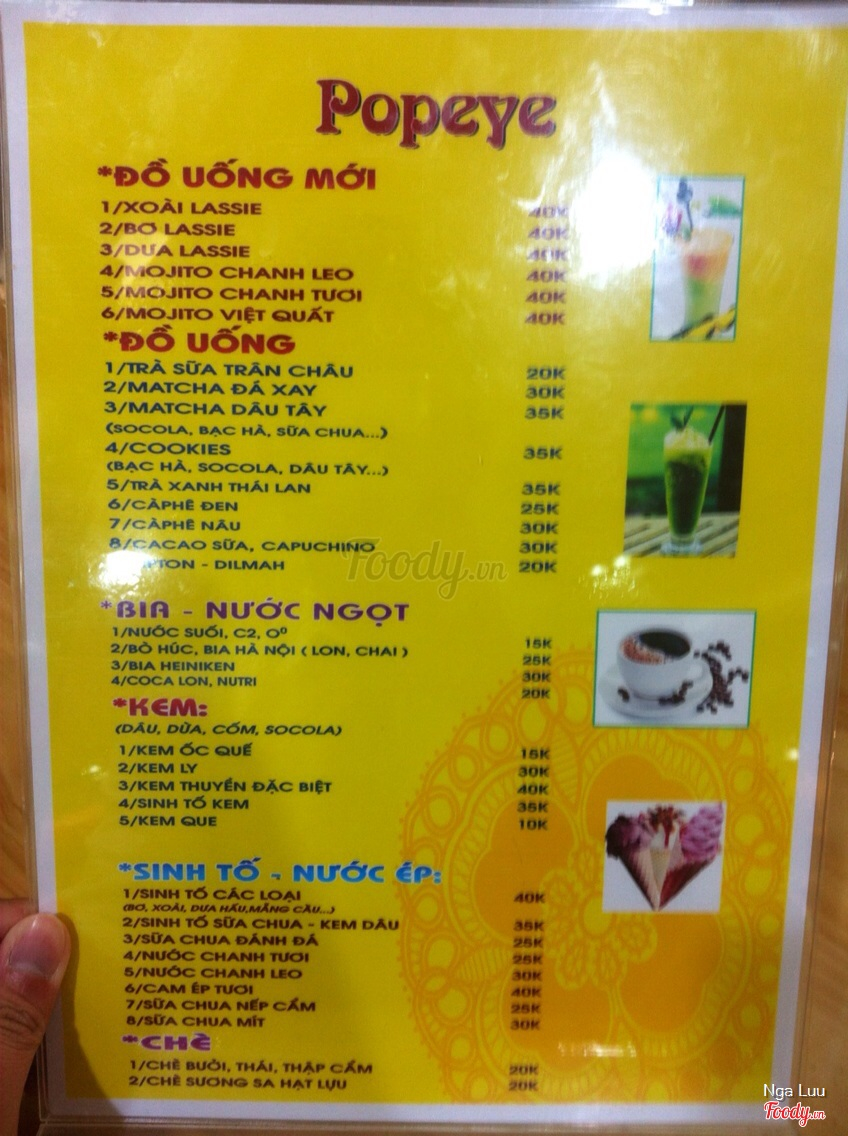 Popeye
*ĐỒ UỐNG MỚI
1/XOÀI LASSIE 40K
2/BƠ LASSIE 40K
3/DƯA LASSIE 40K
4/MOJITO CHANH LEO 40K
5/MOJITO CHANH TƯƠI 40K
6/MOJITO VIỆT QUẤT 40K
*ĐỒ UỐNG
1/TRÀ SỮA TRÂN CHÂU 20K
2/MATCHA ĐÁ XAY 30K
3/MATCHA DÂU TÂY 35K
(SOCOLA, BẠC HÀ, SỮA CHUA...)
4/COOKIES 35K
(BẠC HÀ, SOCOLA, DÂU TÂY...)
5/TRÀ XANH THÁI LAN 35K
6/CÀPHÊ ĐEN 25K
7/CÀPHÊ NÂU 30K
8/CACAO SỮA, CAPUCHINO 30K
- DILMAH 20K
Foody.vn
*BIA - NƯỚC NGỌT
1/NƯỚC SUỐI, C2, O⁰ 15K
2/BÒ HÚC, BIA HÀ NỘI ( LON, CHAI ) 25K
3/BIA HEINIKEN 30K
4/COCA LON, NUTRI 20K
*KEM:
(DÂU, DỪA, CỐM, SOCOLA)
1/KEM ỐC QUẾ 15K
2/KEM LY 30K
3/KEM THUYỀN ĐẶC BIỆT 40K
4/SINH TỐ KEM 35K
5/KEM QUE 10K
*SINH TỐ - NƯỚC ÉP:
1/SINH TỐ CÁC LOẠI 40K
(BƠ, XOÀI, DƯA HẤU,MÃNG CẦU...)
2/SINH TỐ SỮA CHUA - KEM DÂU 35K
3/SỮA CHUA ĐÁNH ĐÁ 25K
4/NƯỚC CHANH TƯƠI 25K
5/NƯỚC CHANH LEO 30K
6/CAM ÉP TƯƠI 40K
7/SỮA CHUA NẾP CẨM 25K
8/SỮA CHUA MÍT 30K
*CHÈ
1/CHÈ BƯỞI, THÁI, THẬP CẨM 20K
2/CHÈ SƯƠNG SA HẠT LỰU 20K
Nga Luu
Foody.vn